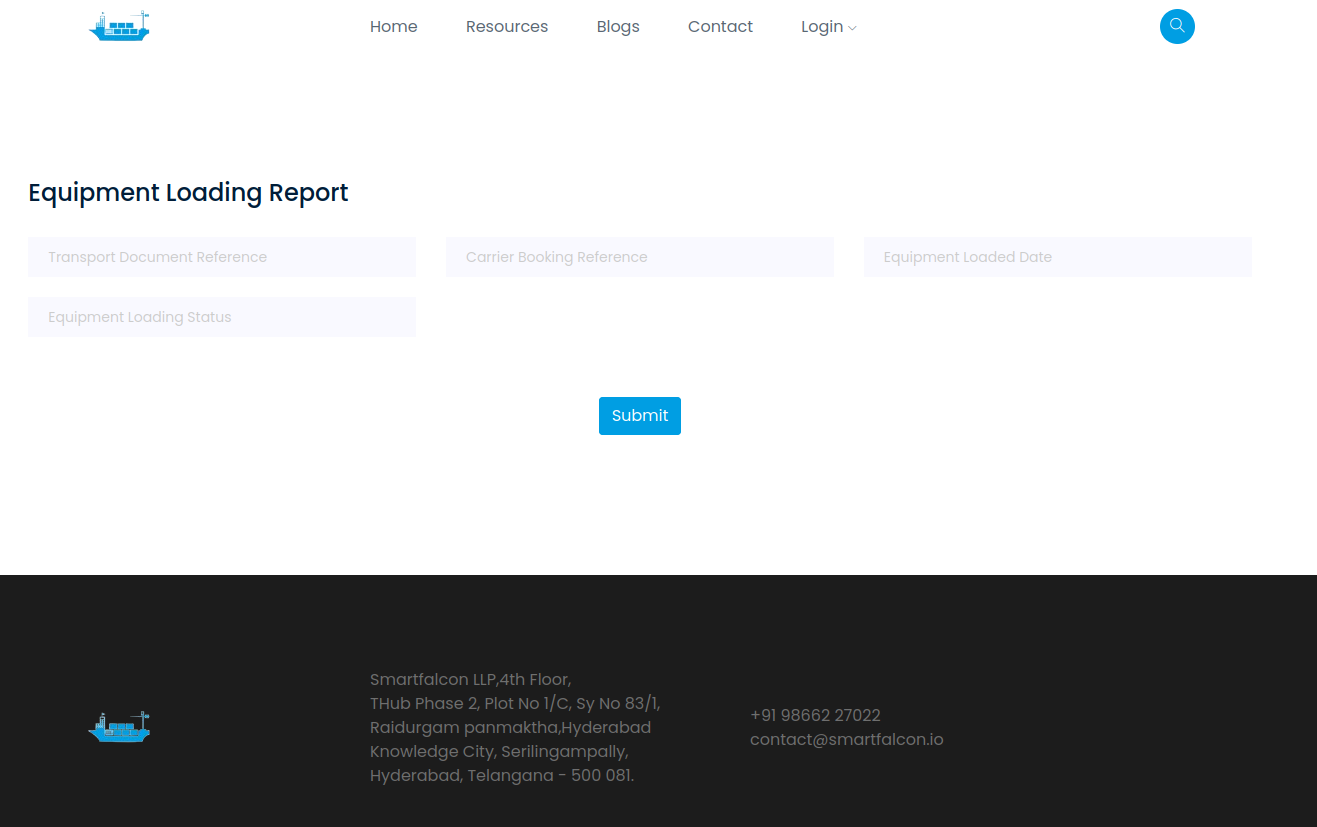 Home Resources Blogs Contact Login
Equipment Loading Report
Transport Document Reference Carrier Booking Reference Equipment Loaded Date
Equipment Loading Status
Submit
Smartfalcon LLP,4th Floor,
THub Phase 2, Plot No 1/C, Sy No 83/1,
Raidurgam panmaktha,Hyderabad
Knowledge City, Serilingampally,
Hyderabad, Telangana - 500 081.
+91 98662 27022
contact@smartfalcon.io